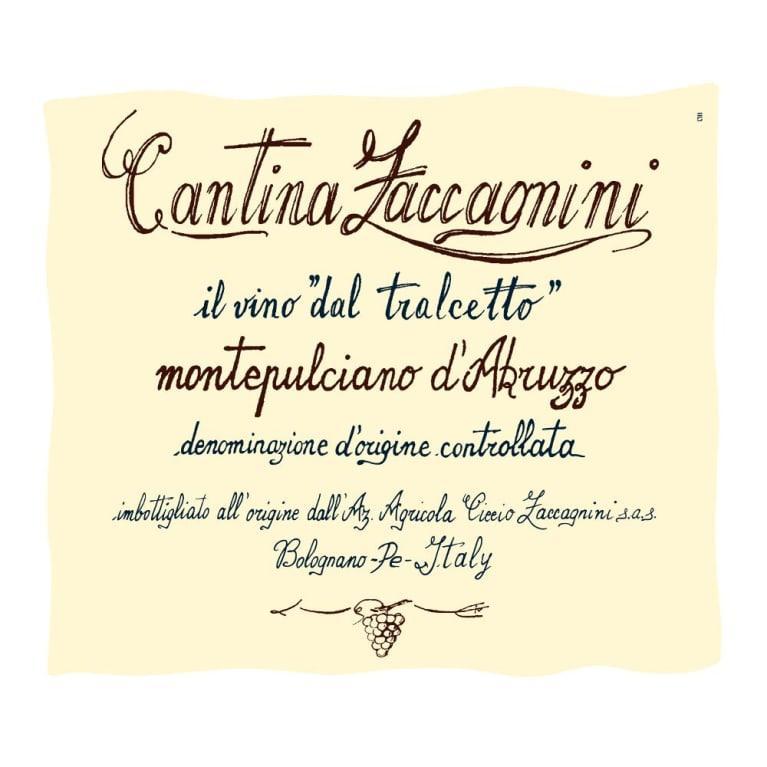 Cantina Zaccagnini
il vino "dal tralcetto"
montepulciano d'Abruzzo
denominazione d'origine controllata
imbottigliato all'origine dall'Az. Agricola Ciccio Zaccagnini s.a.s.
Bolognano-Pe-Italy